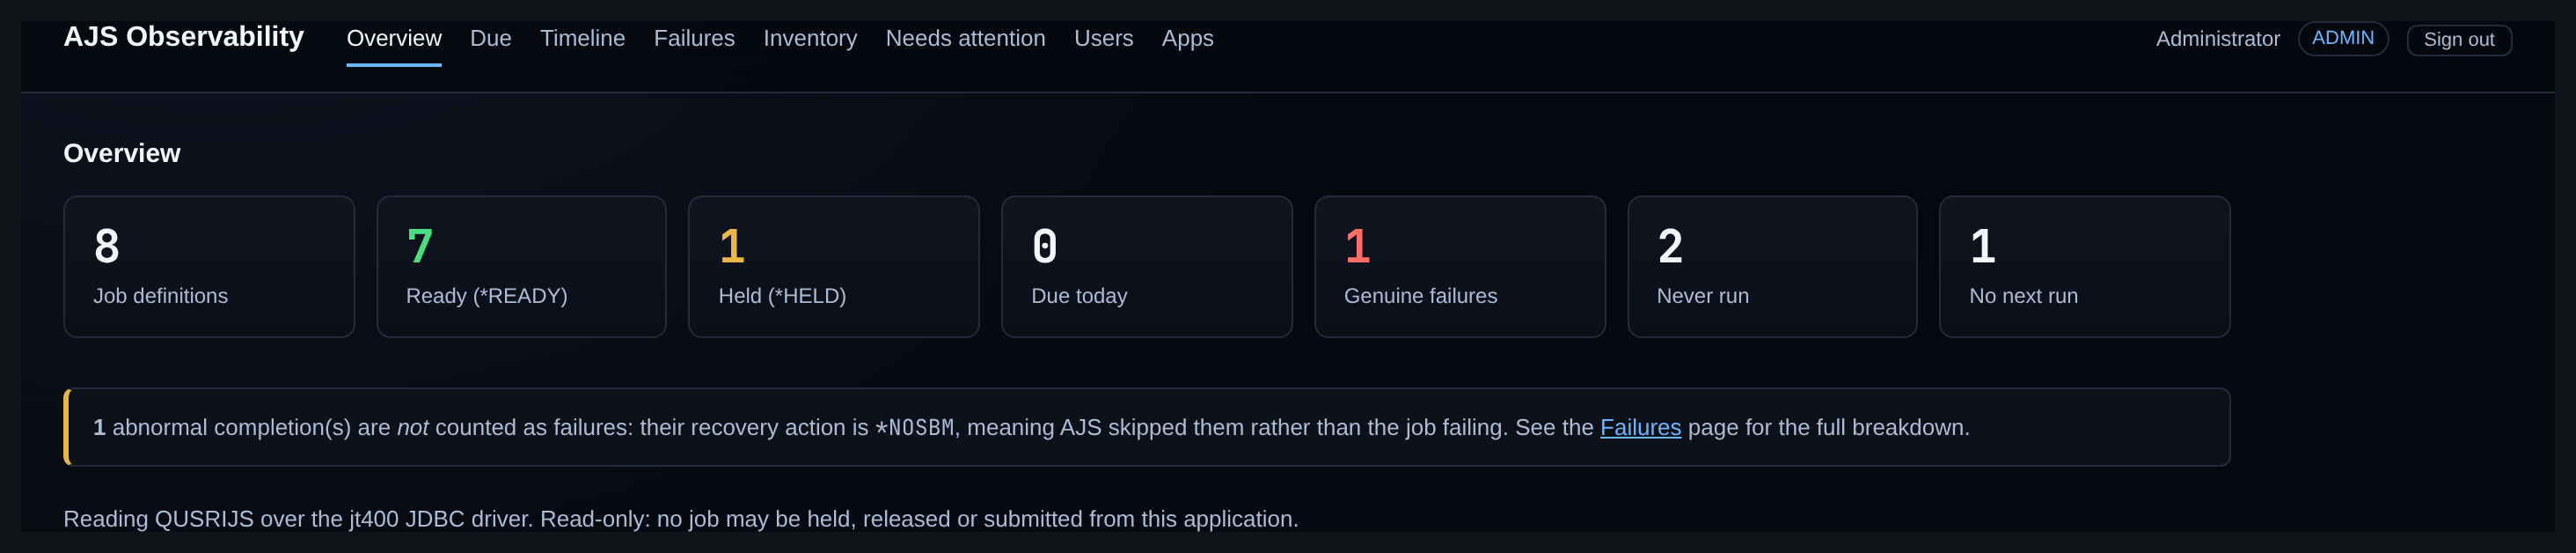 AJS Observability Overview Due Timeline Failures Inventory Needs attention Users Apps Administrator ADMIN Sign out
Overview
8 7 1 0 1 2 1
Job definitions Ready (*READY) Held (*HELD) Due today Genuine failures Never run No next run
1 abnormal completion(s) are not counted as failures: their recovery action is *NOSBM, meaning AJS skipped them rather than the job failing. See the Failures page for the full breakdown.
Reading QUSRIJS over the jt400 JDBC driver. Read-only: no job may be held, released or submitted from this application.